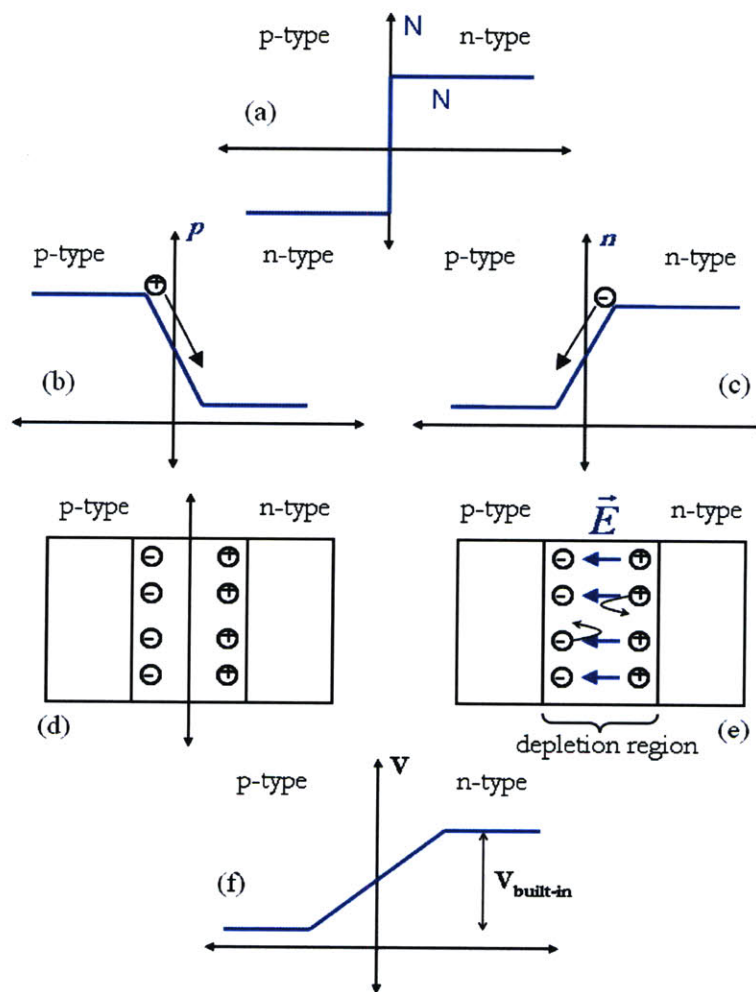 p-type N n-type
(a) N
p n
p-type n-type p-type n-type
+ -
(b) (c)
p-type n-type p-type E n-type
- + - +
- + - +
- + - +
- + - +
(d) (e)
depletion region
p-type V n-type
(f) V built-in